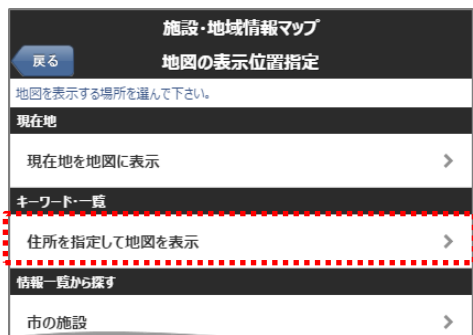 施設・地域情報マップ
戻る
地図の表示位置指定
地図を表示する場所を選んで下さい。
現在地
現在地を地図に表示
キーワード・一覧
住所を指定して地図を表示
情報一覧から探す
市の施設